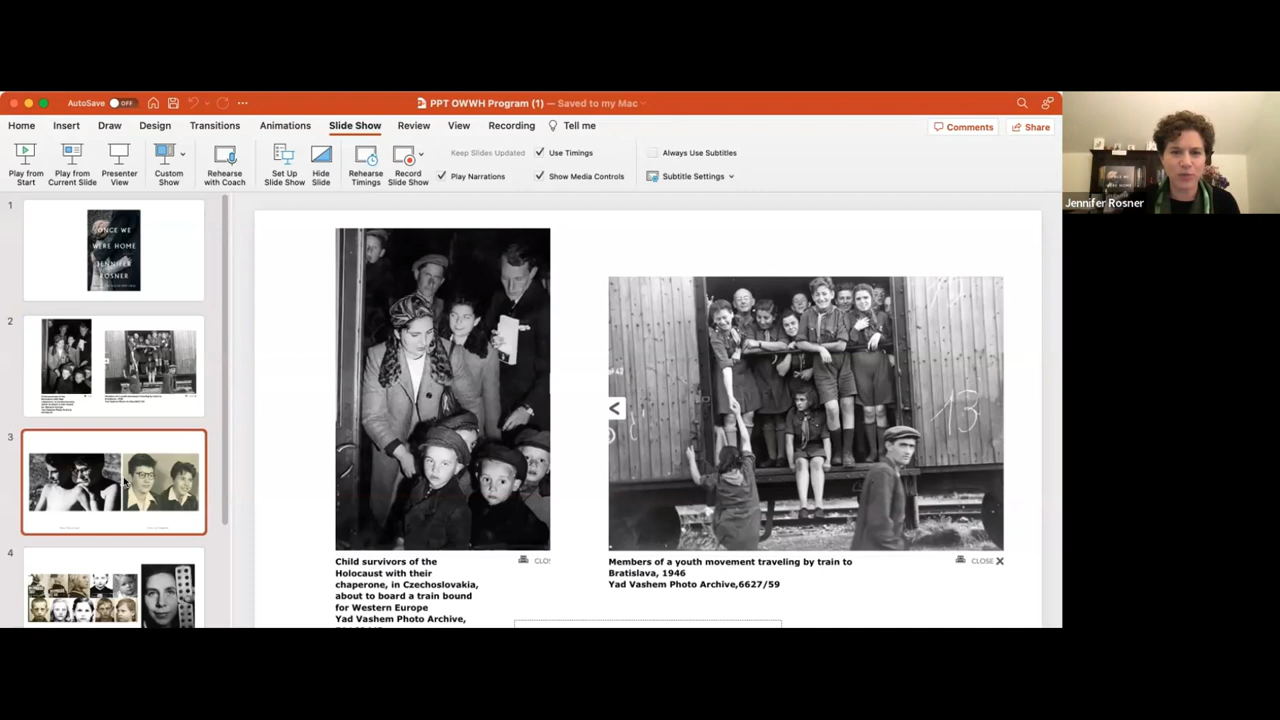 AutoSave OFF
PPT OWWH Program (1) — Saved to my Mac
Home Insert Draw Design Transitions Animations Slide Show Review View Recording Tell me
Comments Share
Play from Start
Play from Current Slide
Presenter View
Custom Show
Rehearse with Coach
Set Up Slide Show
Hide Slide
Rehearse Timings
Record Slide Show
Keep Slides Updated
Use Timings
Play Narrations
Show Media Controls
Always Use Subtitles
Subtitle Settings
Jennifer Rosner
1
ONCE WE
WERE HOME
JENNIFER
ROSNER
2
3
4
13
Child survivors of the
Holocaust with their
chaperone, in Czechoslovakia,
about to board a train bound
for Western Europe
Yad Vashem Photo Archive,
CLOS
Members of a youth movement traveling by train to
Bratislava, 1946
Yad Vashem Photo Archive,6627/59
CLOSE X